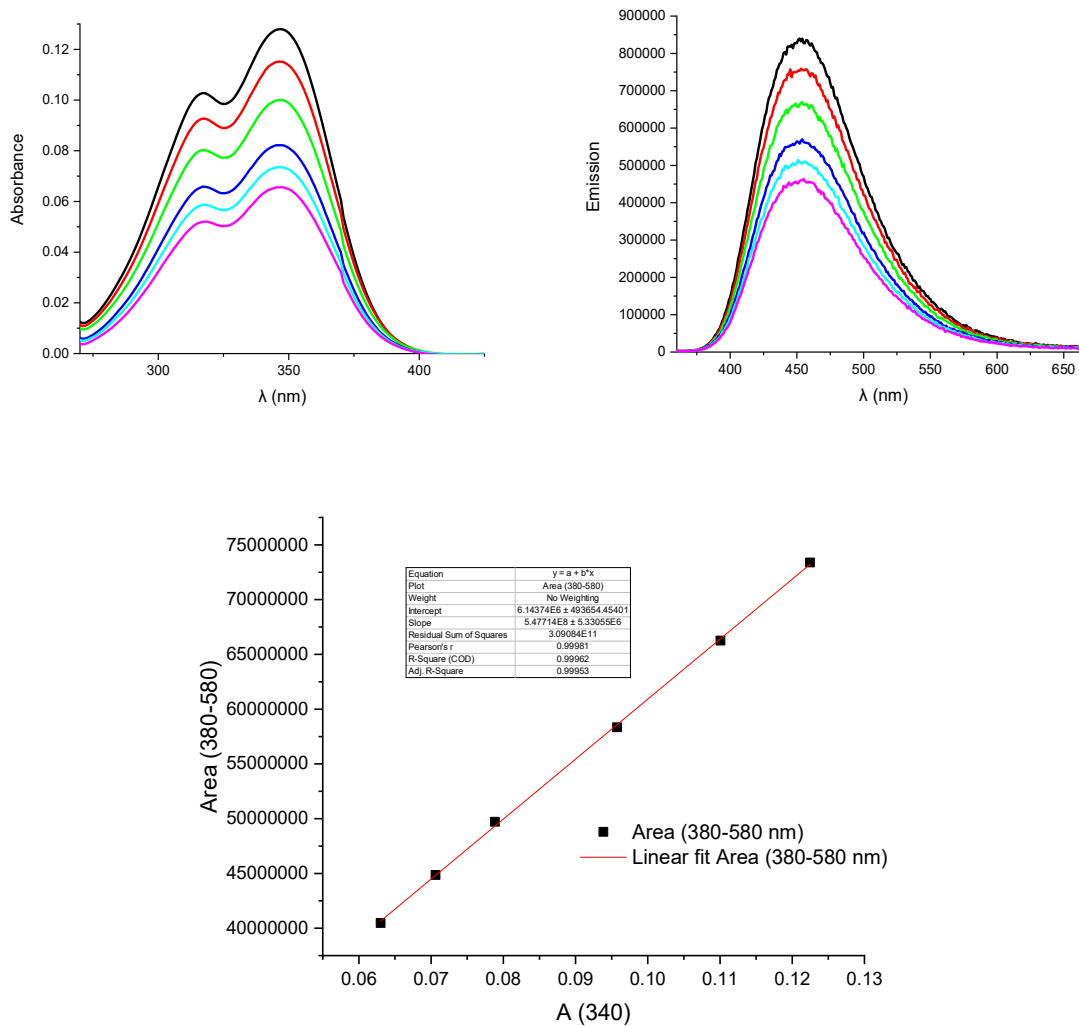 Absorbance
0.12
0.10
0.08
0.06
0.04
0.02
0.00
300 350 400
λ (nm)
Emission
900000
800000
700000
600000
500000
400000
300000
200000
100000
0
400 450 500 550 600 650
λ (nm)
Area (380-580)
75000000
70000000
65000000
60000000
55000000
50000000
45000000
40000000
Equation y = a + b*x
Plot Area (380-580)
Weight No Weighting
Intercept 6.14374E6 ± 493654.45401
Slope 5.47714E8 ± 5.33055E6
Residual Sum of Squares 3.09084E11
Pearson's r 0.99981
R-Square (COD) 0.99962
Adj. R-Square 0.99953
Area (380-580 nm)
Linear fit Area (380-580 nm)
0.06 0.07 0.08 0.09 0.10 0.11 0.12 0.13
A (340)